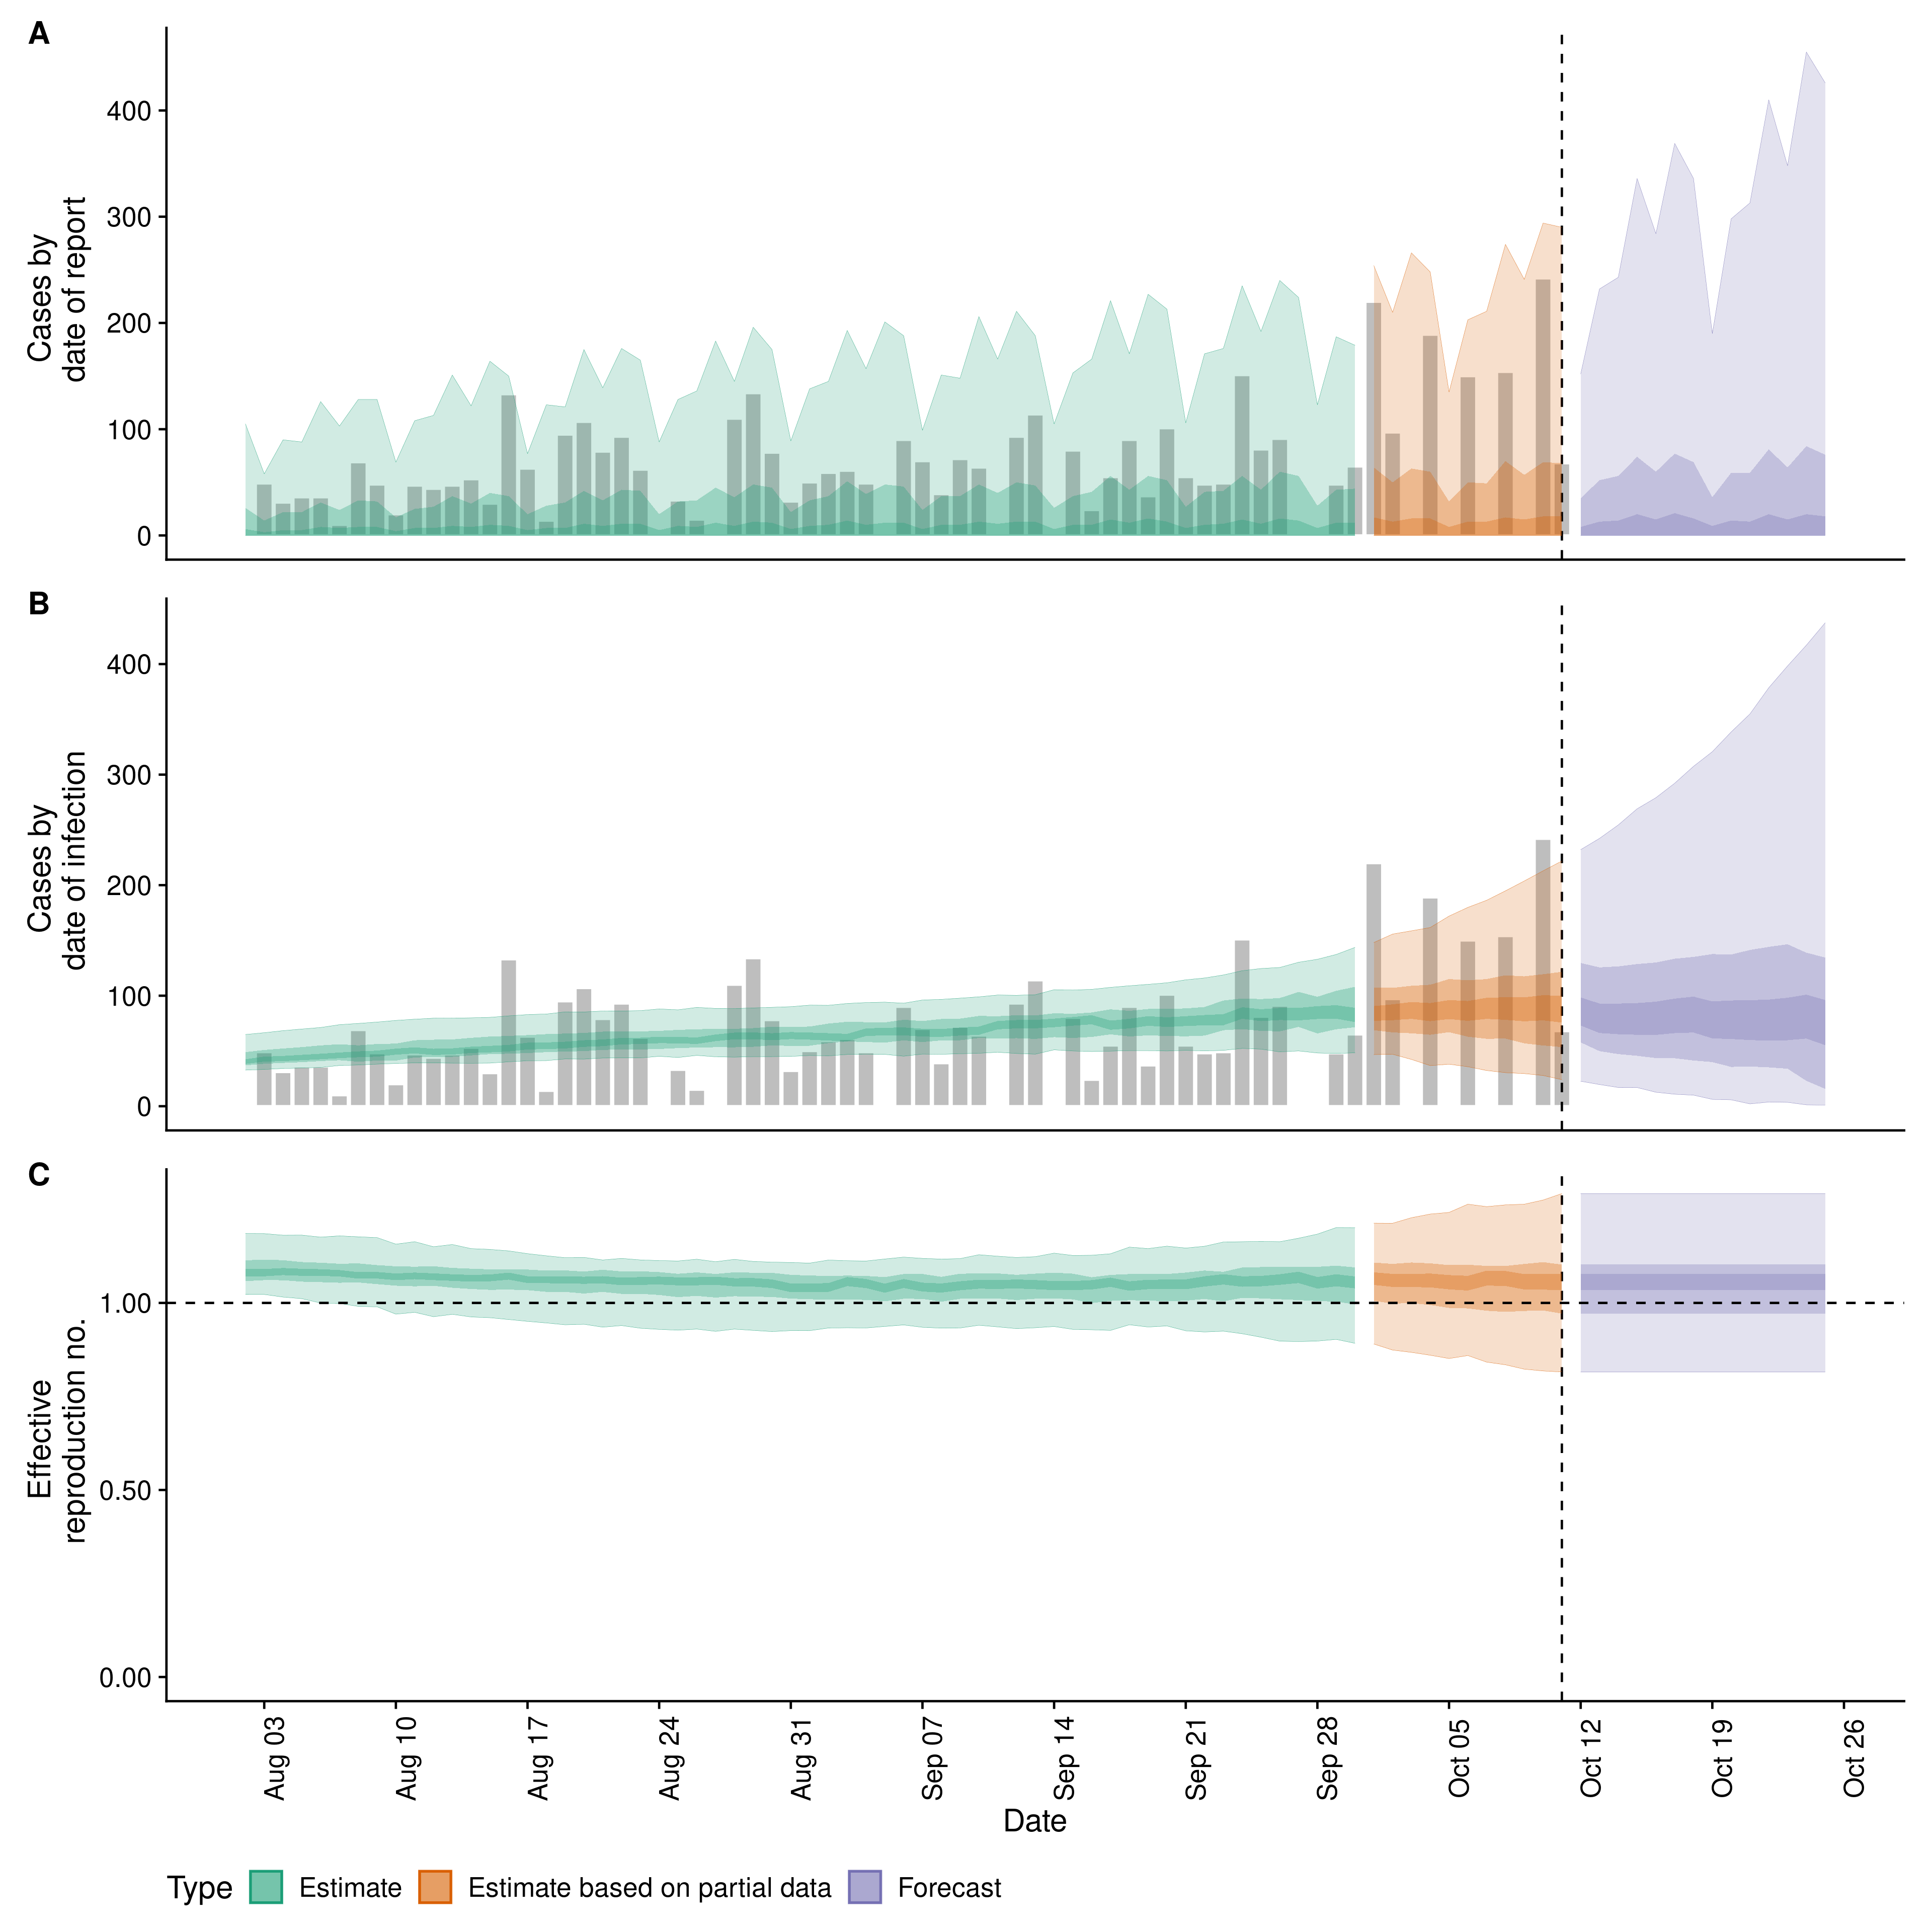 A
Cases by
date of report
400
300
200
100
0
B
Cases by
date of infection
400
300
200
100
0
C
Effective
reproduction no.
1.00
0.50
0.00
Aug 03
Aug 10
Aug 17
Aug 24
Aug 31
Sep 07
Sep 14
Sep 21
Sep 28
Oct 05
Oct 12
Oct 19
Oct 26
Date
Type Estimate Estimate based on partial data Forecast